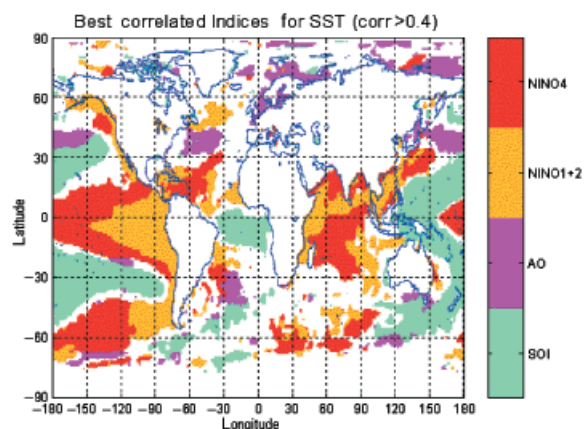 Best correlated Indices for SST (corr>0.4)
90
60
30
0
−30
−60
−90
Latitude
−180 −150 −120 −90 −60 −30 0 30 60 90 120 150 180
Longitude
NINO4
NINO1+2
AO
SOI